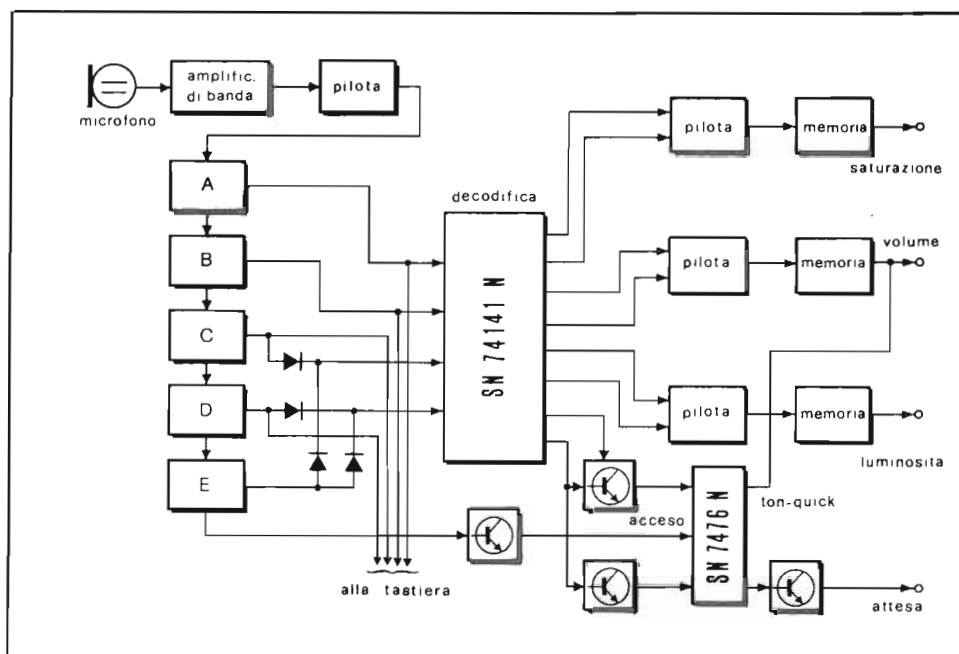 amplific.
di banda
pilota
microfono
A
B
C
D
E
decodifica
SN 74141 N
pilota
memoria
saturazione
volume
pilota
memoria
pilota
memoria
luminosita
acceso
ton-quick
SN 7476 N
alla tastiera
attesa